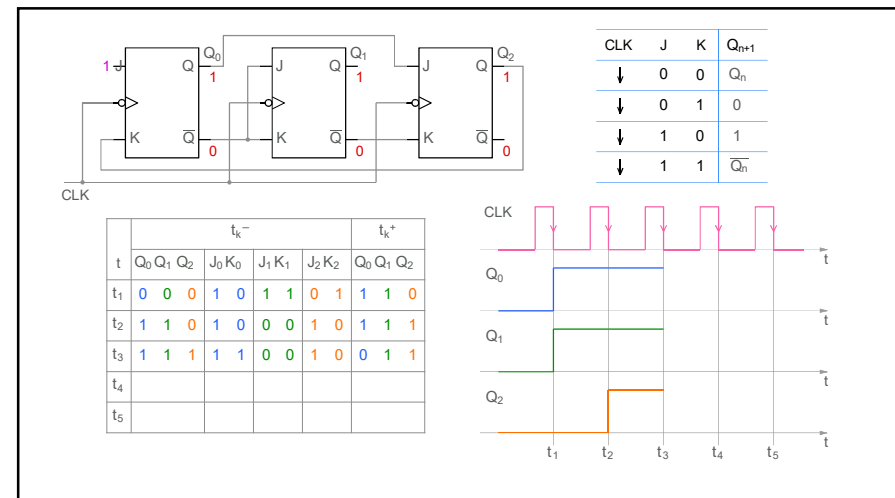 Q0 Q1 Q2
1 J Q J Q J Q
1 1 1
K Q̅ K Q̅ K Q̅
0 0 0
CLK
CLK J K Qn+1
↓ 0 0 Qn
↓ 0 1 0
↓ 1 0 1
↓ 1 1 Q̅n̅
tk⁻ tk⁺
t Q0 Q1 Q2 J0 K0 J1 K1 J2 K2 Q0 Q1 Q2
t1 0 0 0 1 0 1 1 0 1 1 1 0
t2 1 1 0 1 0 0 0 1 0 1 1 1
t3 1 1 1 1 1 0 0 1 0 0 1 1
t4
t5
CLK
t
Q0
t
Q1
t
Q2
t
t1 t2 t3 t4 t5